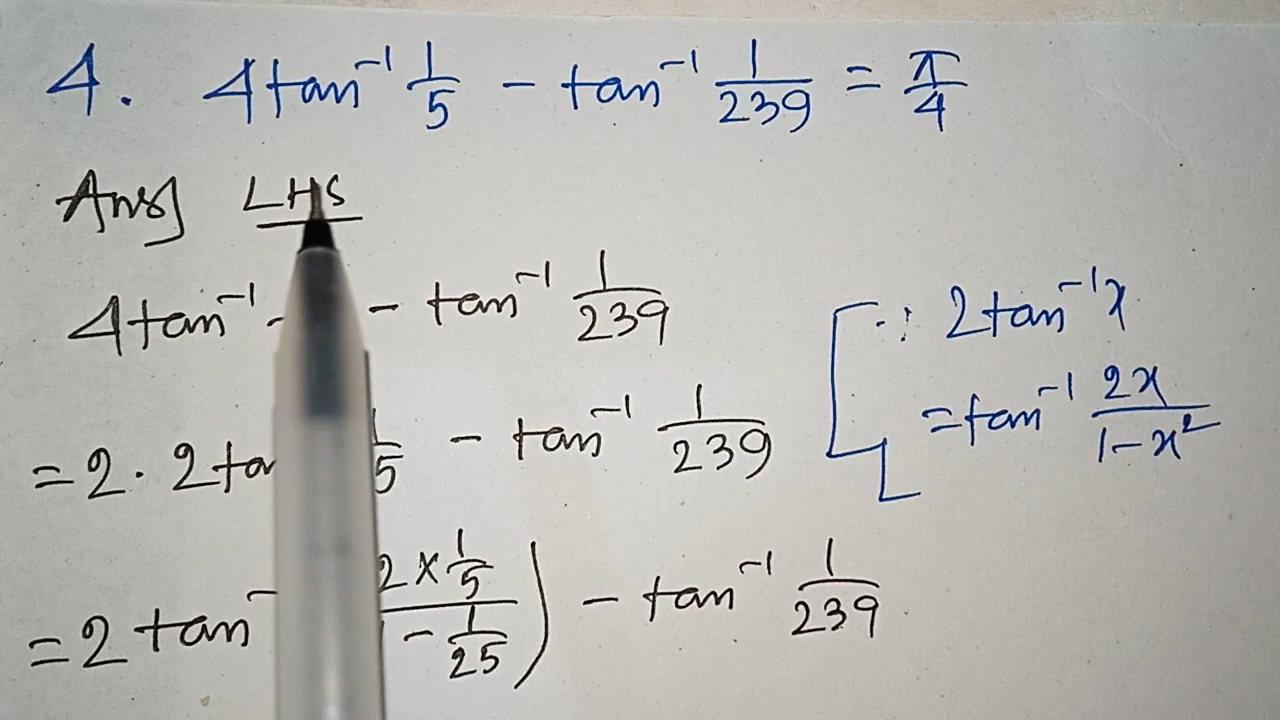 4. 4tan⁻¹ 1/5 - tan⁻¹ 1/239 = π/4
Ans] LHS
4tan⁻¹ - tan⁻¹ 1/239
= 2 · 2ta 1/5 - tan⁻¹ 1/239
= 2 tan⁻ 2 × 1/5 / - 1/25 ) - tan⁻¹ 1/239
[∵ 2tan⁻¹x
= tan⁻¹ 2x/1-x²